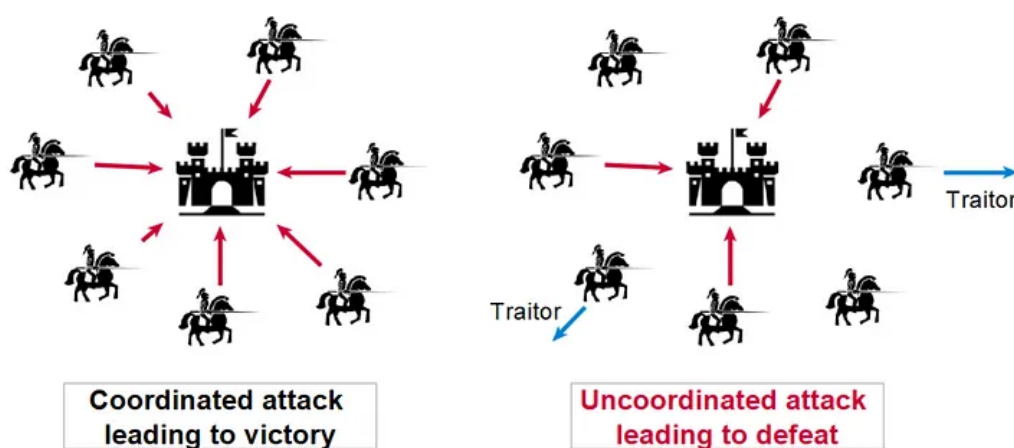 Traitor
Traitor
Coordinated attack
leading to victory
Uncoordinated attack
leading to defeat